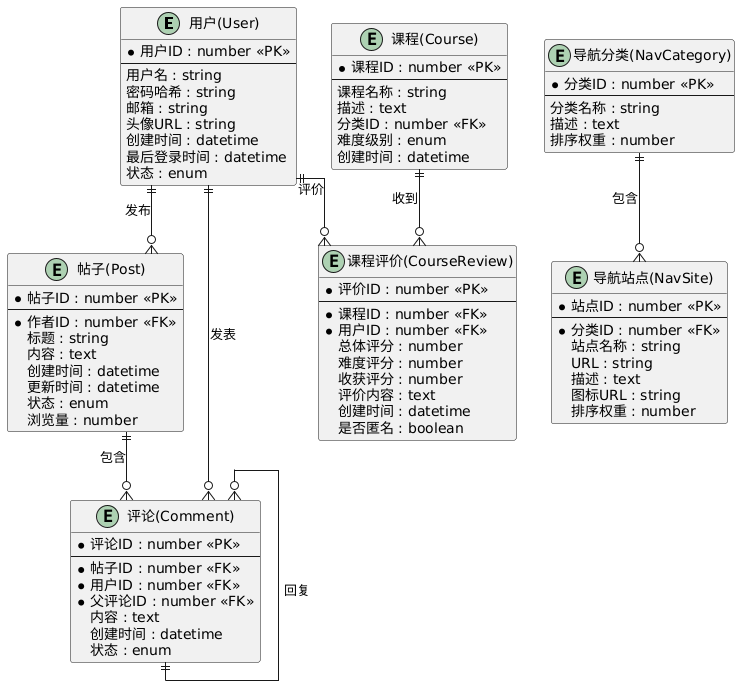 E 用户(User)
* 用户ID : number «PK»
用户名 : string
密码哈希 : string
邮箱 : string
头像URL : string
创建时间 : datetime
最后登录时间 : datetime
状态 : enum
E 课程(Course)
* 课程ID : number «PK»
课程名称 : string
描述 : text
分类ID : number «FK»
难度级别 : enum
创建时间 : datetime
E 导航分类(NavCategory)
* 分类ID : number «PK»
分类名称 : string
描述 : text
排序权重 : number
发布
评价
收到
包含
E 帖子(Post)
* 帖子ID : number «PK»
* 作者ID : number «FK»
标题 : string
内容 : text
创建时间 : datetime
更新时间 : datetime
状态 : enum
浏览量 : number
发表
E 课程评价(CourseReview)
* 评价ID : number «PK»
* 课程ID : number «FK»
* 用户ID : number «FK»
总体评分 : number
难度评分 : number
收获评分 : number
评价内容 : text
创建时间 : datetime
是否匿名 : boolean
E 导航站点(NavSite)
* 站点ID : number «PK»
* 分类ID : number «FK»
站点名称 : string
URL : string
描述 : text
图标URL : string
排序权重 : number
包含
E 评论(Comment)
* 评论ID : number «PK»
* 帖子ID : number «FK»
* 用户ID : number «FK»
* 父评论ID : number «FK»
内容 : text
创建时间 : datetime
状态 : enum
回复